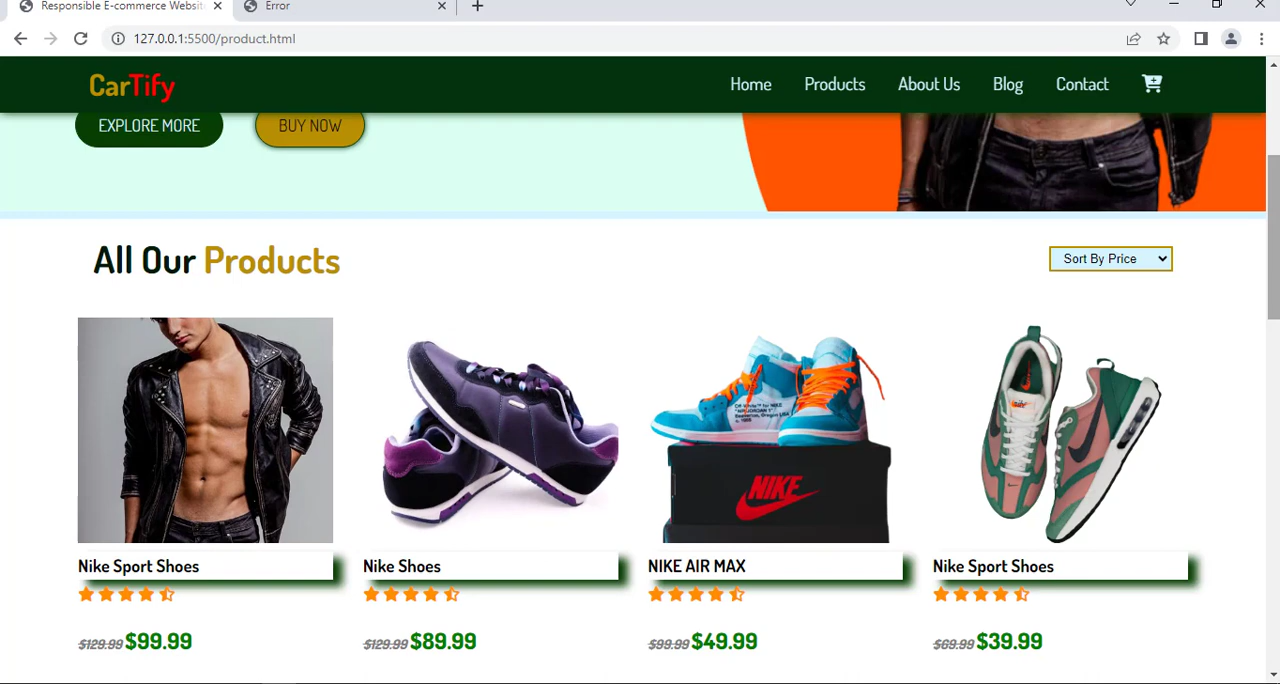 Responsible E-commerce Websit
Error
127.0.0.1:5500/product.html
CarTify
Home
Products
About Us
Blog
Contact
EXPLORE MORE
BUY NOW
All Our Products
Sort By Price
NIKE
Nike Sport Shoes
Nike Shoes
NIKE AIR MAX
Nike Sport Shoes
$129.99 $99.99
$129.99 $89.99
$99.99 $49.99
$69.99 $39.99